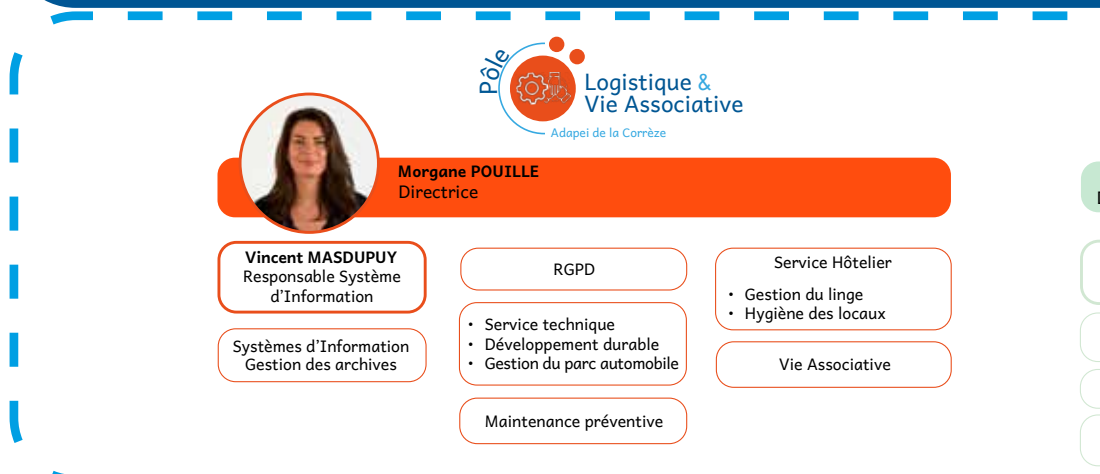 Pôle
Logistique &
Vie Associative
Adapei de la Corrèze
Morgane POUILLE
Directrice
Vincent MASDUPUY
Responsable Système
d'Information
Systèmes d'Information
Gestion des archives
RGPD
• Service technique
• Développement durable
• Gestion du parc automobile
Maintenance préventive
Service Hôtelier
• Gestion du linge
• Hygiène des locaux
Vie Associative